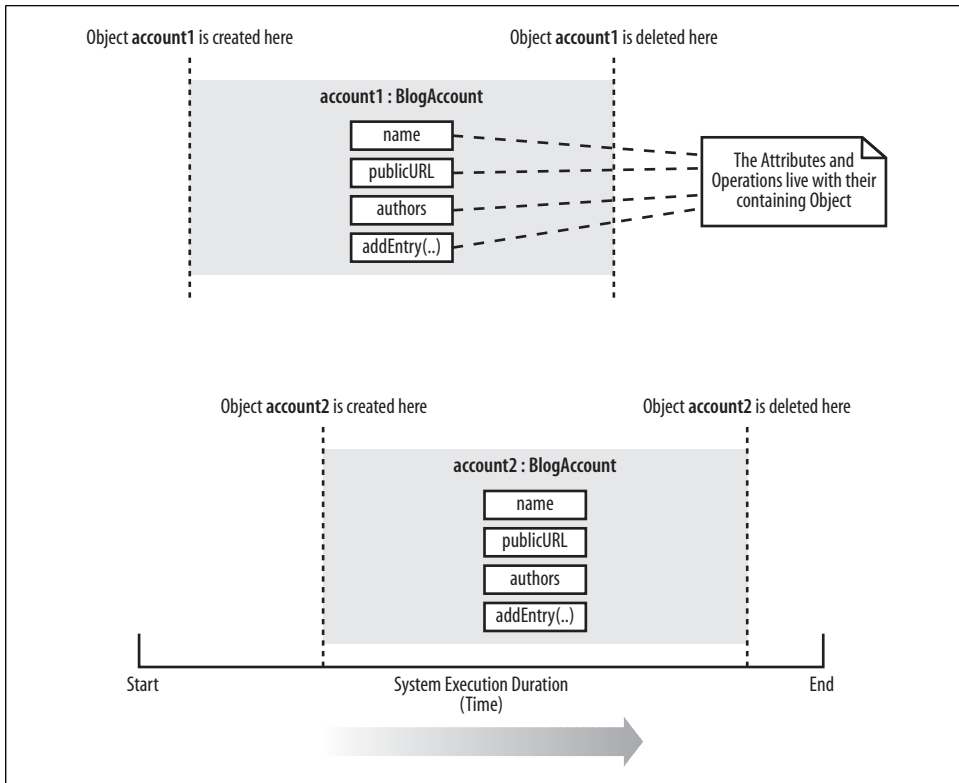 Object account1 is created here
Object account1 is deleted here
account1 : BlogAccount
name
publicURL
authors
addEntry(..)
The Attributes and
Operations live with their
containing Object
Object account2 is created here
Object account2 is deleted here
account2 : BlogAccount
name
publicURL
authors
addEntry(..)
Start
System Execution Duration
(Time)
End